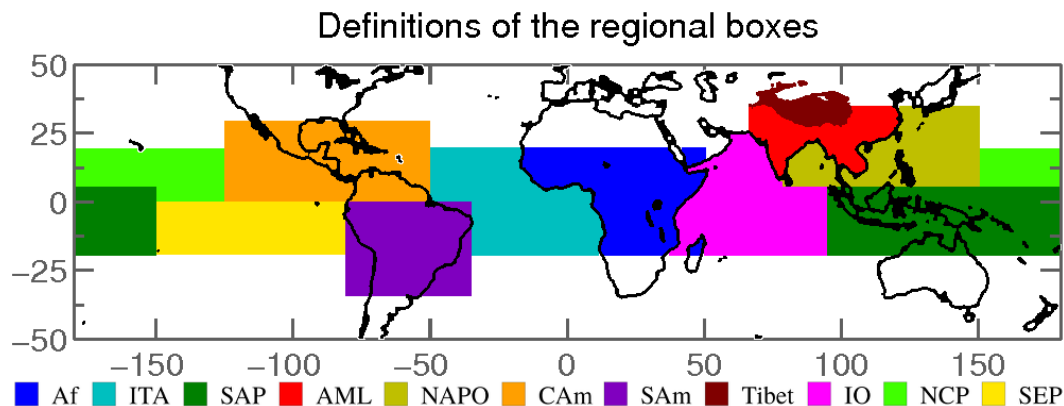 Definitions of the regional boxes
50
25
0
−25
−50
−150 −100 −50 0 50 100 150
Af ITA SAP AML NAPO CAm SAm Tibet IO NCP SEP